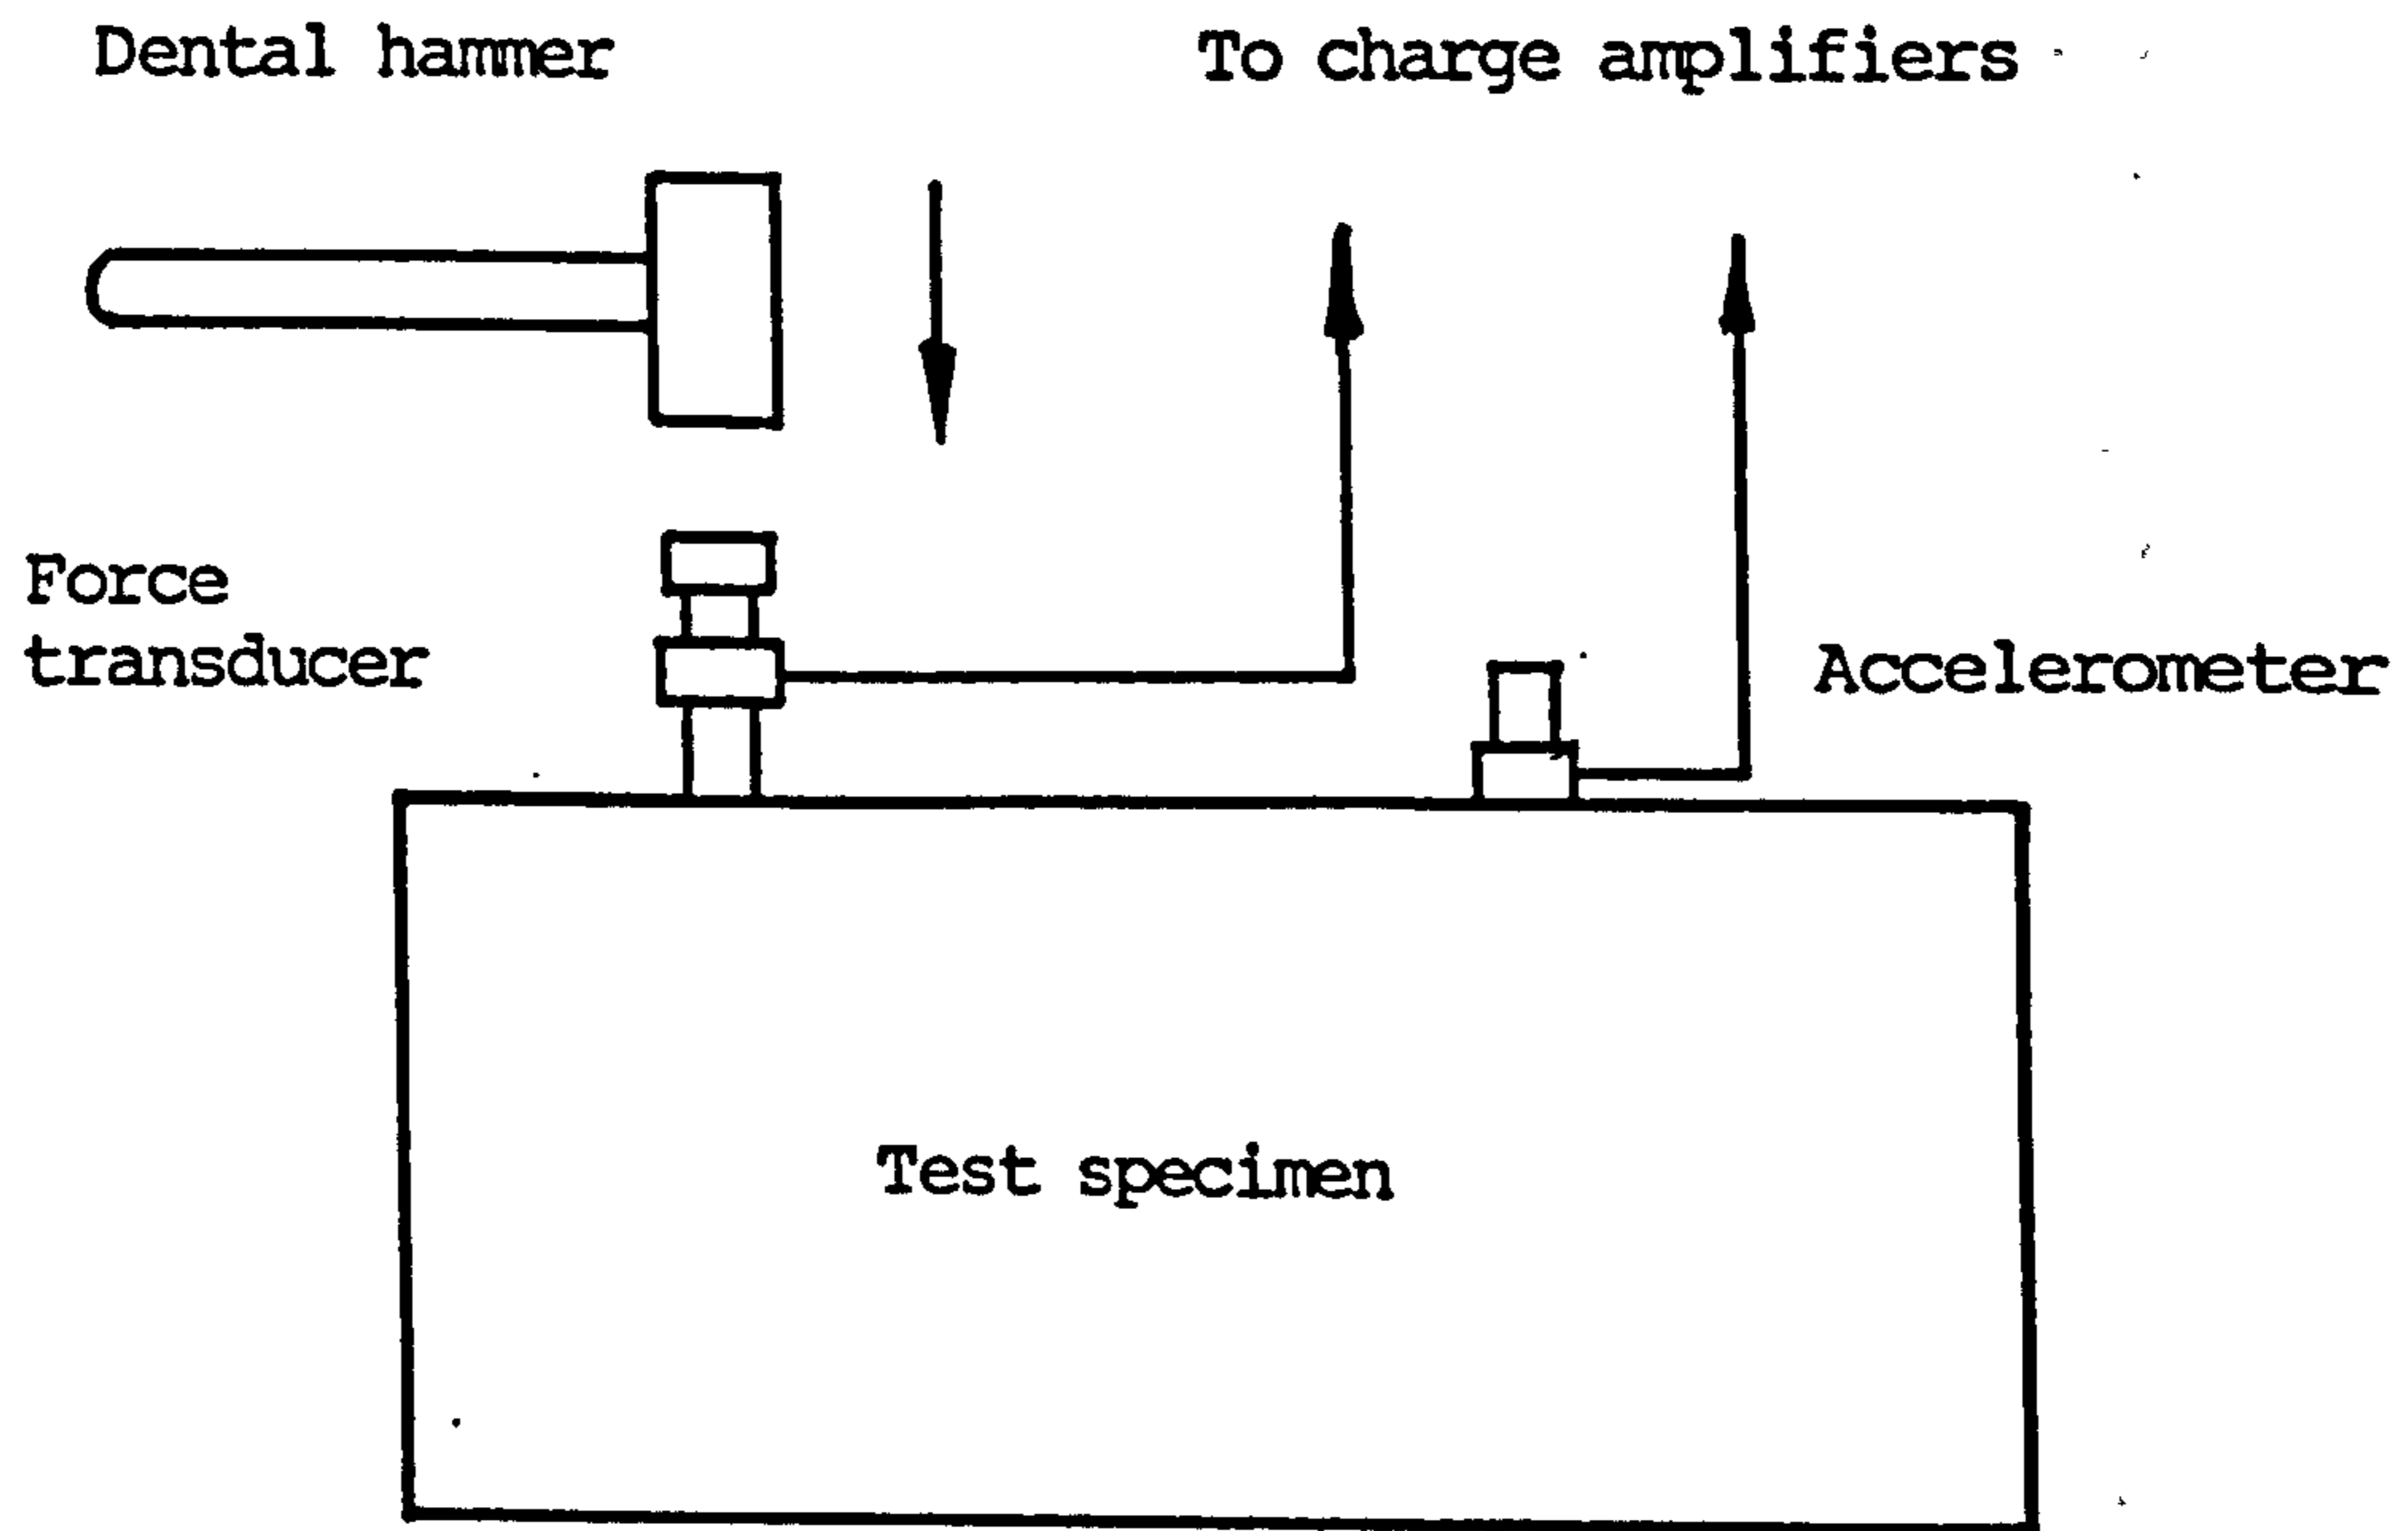 Dental hammer
To charge amplifiers
Force
transducer
Accelerometer
Test specimen